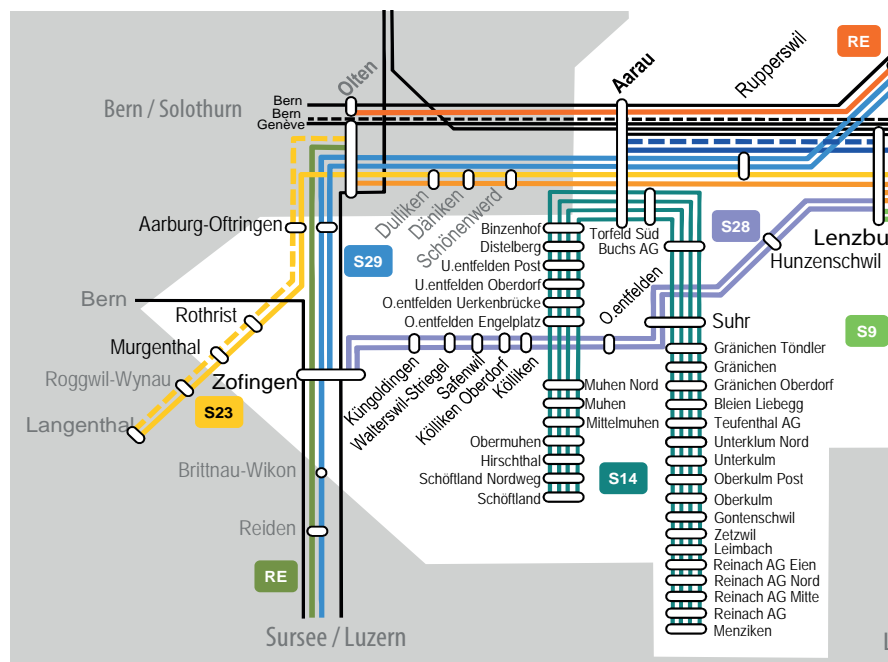 RE
Rupperswil
Aarau
Olten
Bern
Bern
Genève
Bern / Solothurn
Dulliken
Däniken
Schönenwerd
Aarburg-Oftringen
S29
Binzenhof
Distelberg
U.entfelden Post
U.entfelden Oberdorf
O.entfelden Uerkenbrücke
O.entfelden Engelplatz
Torfeld Süd
Buchs AG
S28
Lenzbu
Hunzenschwil
O.entfelden
Bern
Rothrist
Murgenthal
Roggwil-Wynau
Langenthal
S23
Zofingen
Küngoldingen
Walterswil-Striegel
Safenwil
Kölliken Oberdorf
Kölliken
Suhr
S9
Gränichen Töndler
Gränichen
Gränichen Oberdorf
Bleien Liebegg
Teufenthal AG
Unterklum Nord
Unterkulm
Oberkulm Post
Oberkulm
Gontenschwil
Zetzwil
Leimbach
Reinach AG Eien
Reinach AG Nord
Reinach AG Mitte
Reinach AG
Menziken
Muhen Nord
Muhen
Mittelmuhen
Obermuhen
Hirschthal
Schöftland Nordweg
Schöftland
S14
Brittnau-Wikon
Reiden
RE
Sursee / Luzern